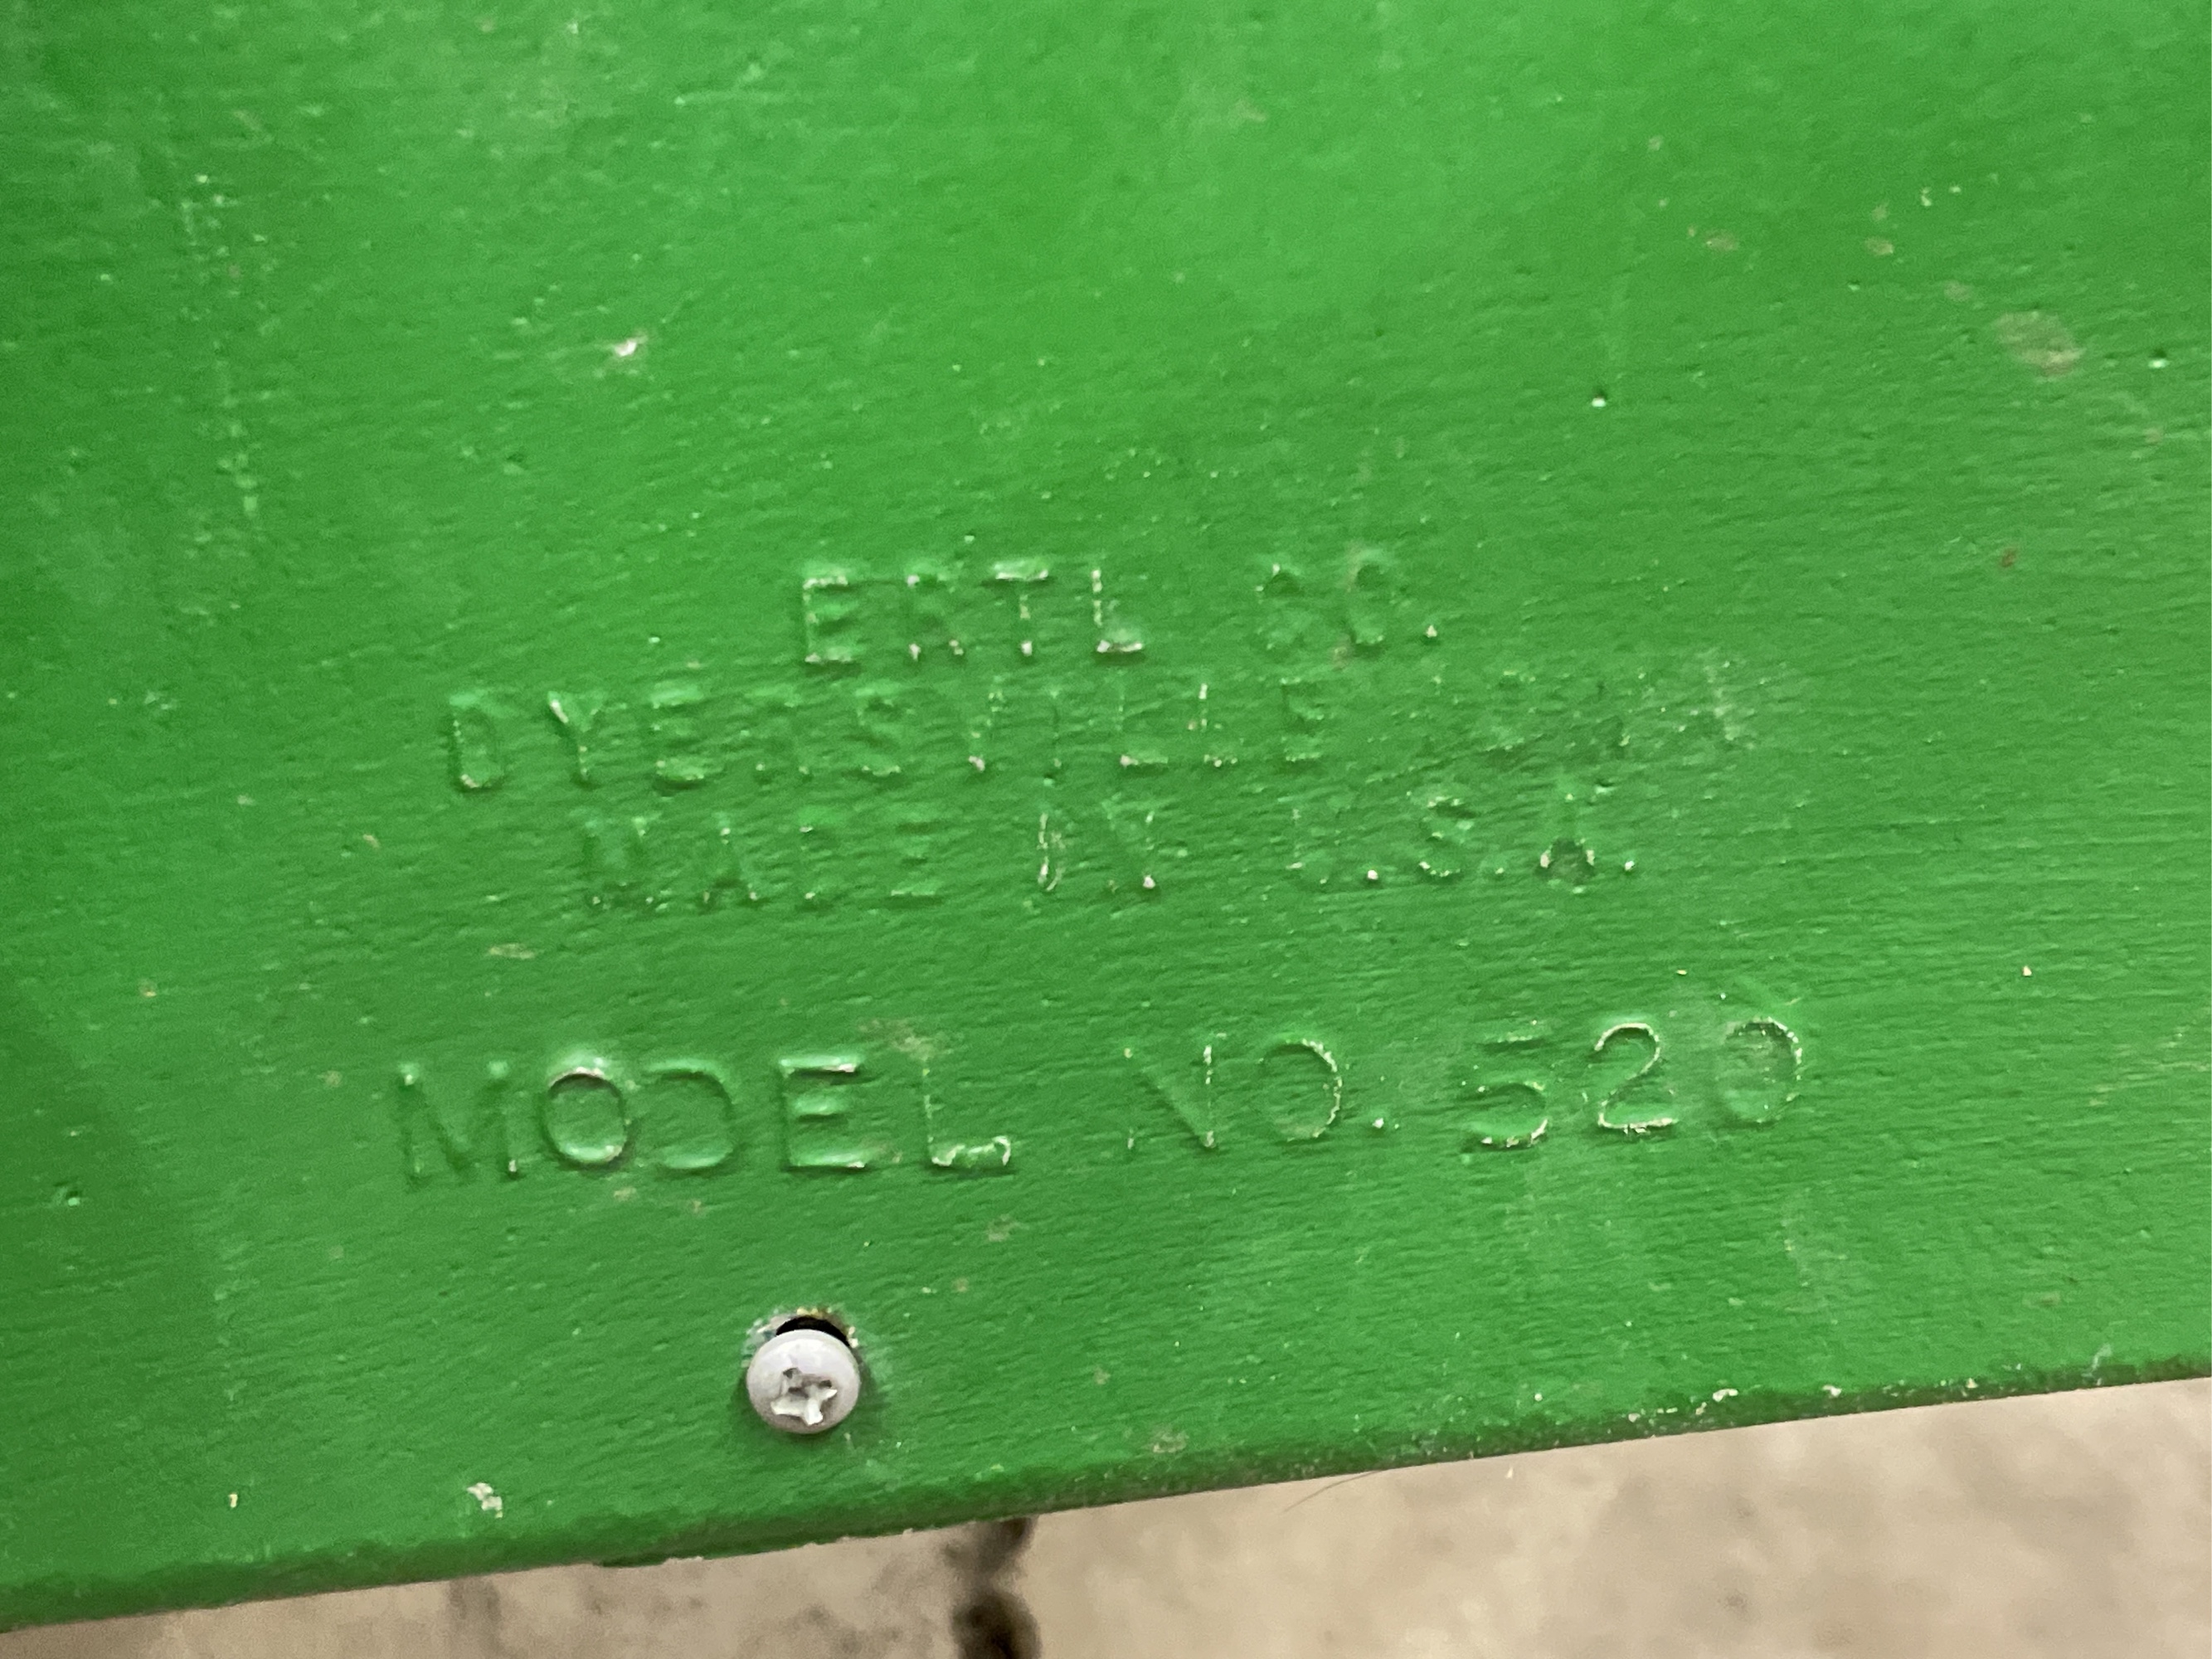 ERTL CO.
DYERSVILLE
MADE IN U.S.A.
MODEL NO. 520